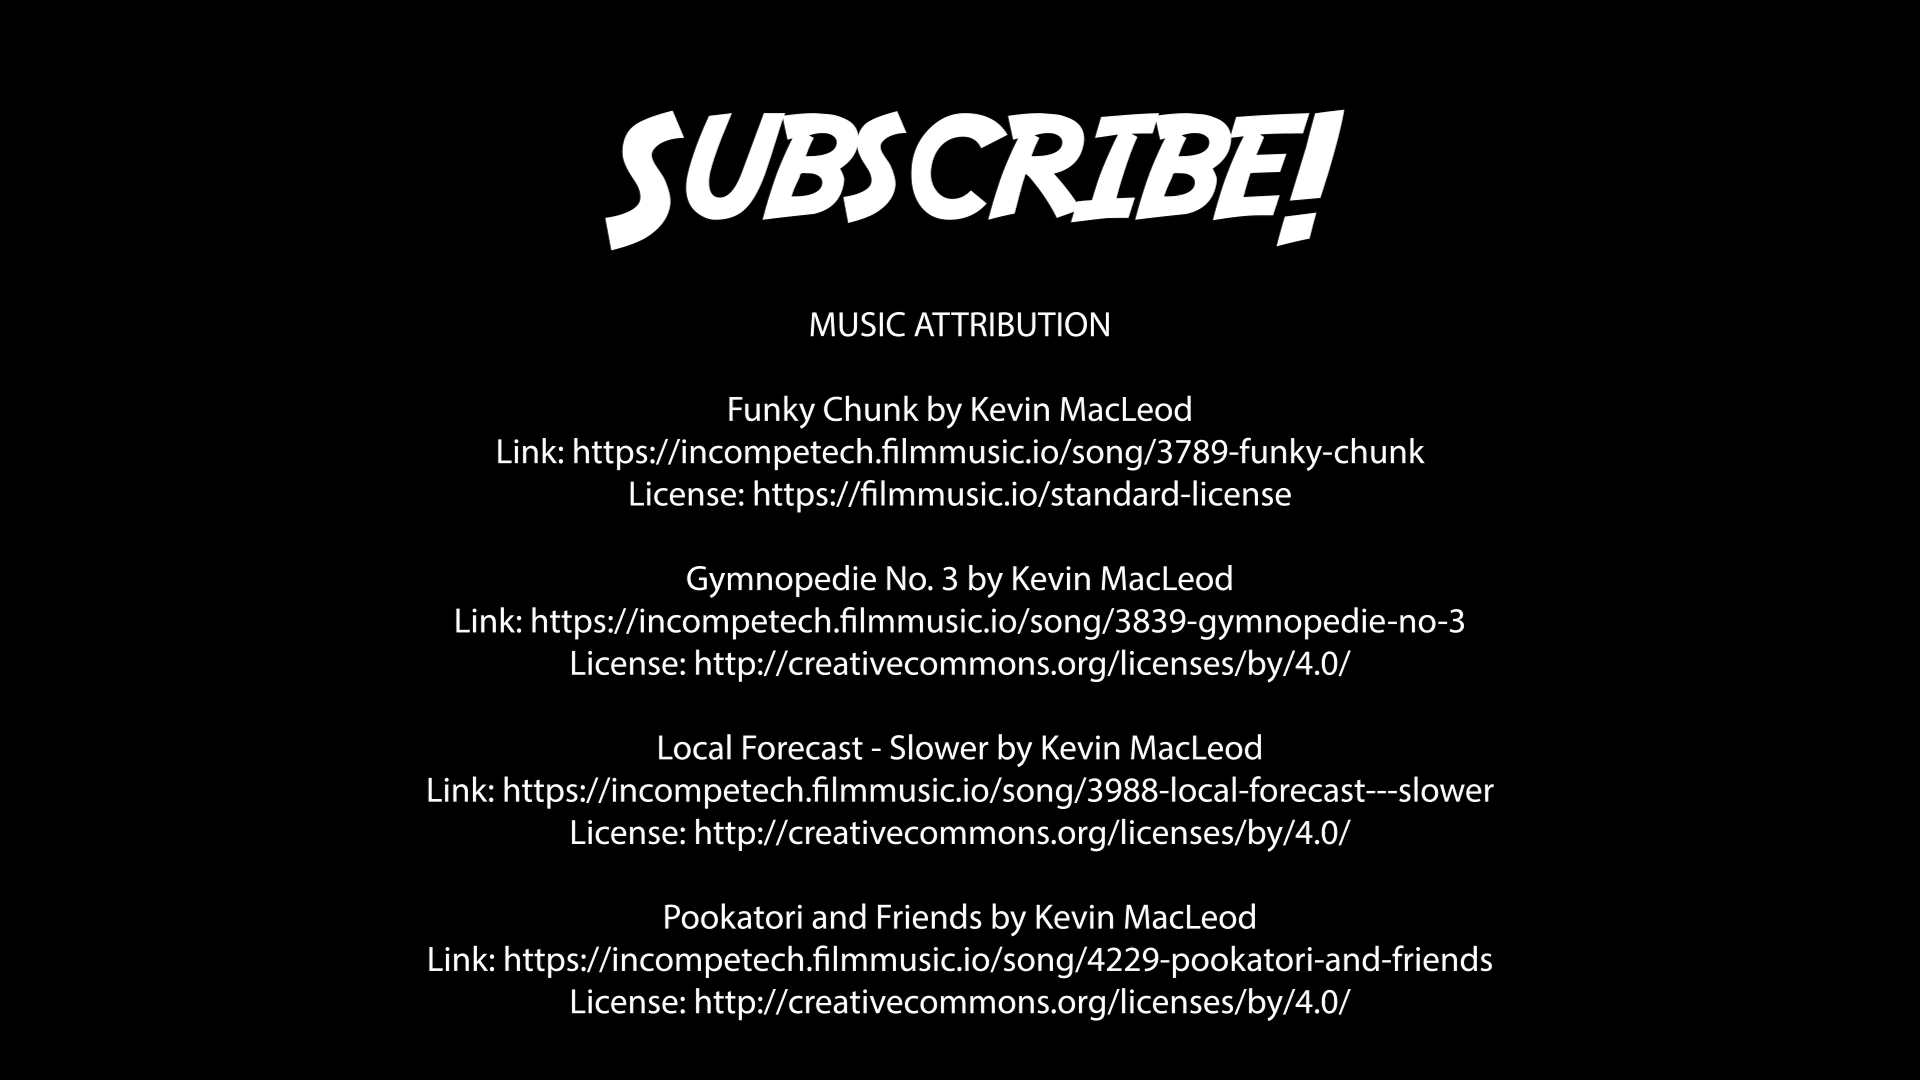 SUBSCRIBE!
MUSIC ATTRIBUTION
Funky Chunk by Kevin MacLeod
Link: https://incompetech.filmmusic.io/song/3789-funky-chunk
License: https://filmmusic.io/standard-license
Gymnopedie No. 3 by Kevin MacLeod
Link: https://incompetech.filmmusic.io/song/3839-gymnopedie-no-3
License: http://creativecommons.org/licenses/by/4.0/
Local Forecast - Slower by Kevin MacLeod
Link: https://incompetech.filmmusic.io/song/3988-local-forecast---slower
License: http://creativecommons.org/licenses/by/4.0/
Pookatori and Friends by Kevin MacLeod
Link: https://incompetech.filmmusic.io/song/4229-pookatori-and-friends
License: http://creativecommons.org/licenses/by/4.0/